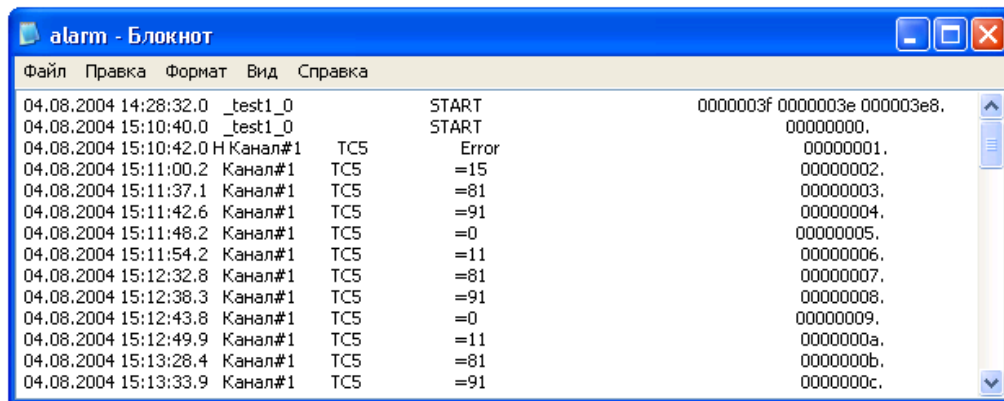 alarm - Блокнот
Файл Правка Формат Вид Справка
04.08.2004 14:28:32.0 _test1_0 START 0000003f 0000003e 000003e8.
04.08.2004 15:10:40.0 _test1_0 START 00000000.
04.08.2004 15:10:42.0 Н Канал#1 TC5 Error 00000001.
04.08.2004 15:11:00.2 Канал#1 TC5 =15 00000002.
04.08.2004 15:11:37.1 Канал#1 TC5 =81 00000003.
04.08.2004 15:11:42.6 Канал#1 TC5 =91 00000004.
04.08.2004 15:11:48.2 Канал#1 TC5 =0 00000005.
04.08.2004 15:11:54.2 Канал#1 TC5 =11 00000006.
04.08.2004 15:12:32.8 Канал#1 TC5 =81 00000007.
04.08.2004 15:12:38.3 Канал#1 TC5 =91 00000008.
04.08.2004 15:12:43.8 Канал#1 TC5 =0 00000009.
04.08.2004 15:12:49.9 Канал#1 TC5 =11 0000000a.
04.08.2004 15:13:28.4 Канал#1 TC5 =81 0000000b.
04.08.2004 15:13:33.9 Канал#1 TC5 =91 0000000c.